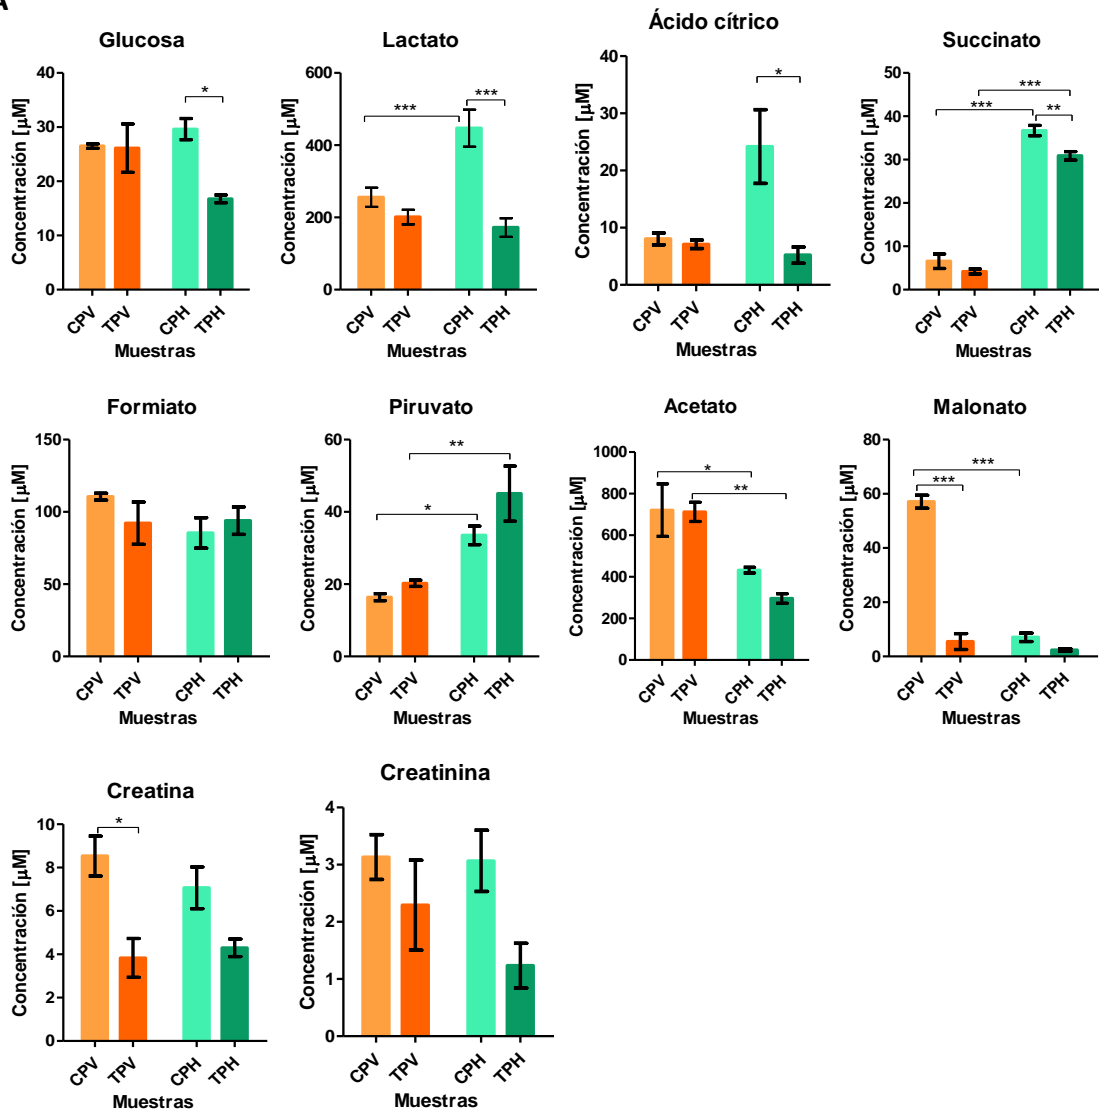 A
Glucosa
Concentración [µM]
40
30
20
10
0
*
CPV TPV CPH TPH
Muestras
Lactato
Concentración [µM]
600
400
200
0
*** ***
CPV TPV CPH TPH
Muestras
Ácido cítrico
Concentración [µM]
40
30
20
10
0
*
CPV TPV CPH TPH
Muestras
Succinato
Concentración [µM]
50
40
30
20
10
0
***
*** **
CPV TPV CPH TPH
Muestras
Formiato
Concentración [µM]
150
100
50
0
CPV TPV CPH TPH
Muestras
Piruvato
Concentración [µM]
60
40
20
0
**
*
CPV TPV CPH TPH
Muestras
Acetato
Concentración [µM]
1000
800
600
400
200
0
*
**
CPV TPV CPH TPH
Muestras
Malonato
Concentración [µM]
80
60
40
20
0
***
***
CPV TPV CPH TPH
Muestras
Creatina
Concentración [µM]
10
8
6
4
2
0
*
CPV TPV CPH TPH
Muestras
Creatinina
Concentración [µM]
4
3
2
1
0
CPV TPV CPH TPH
Muestras